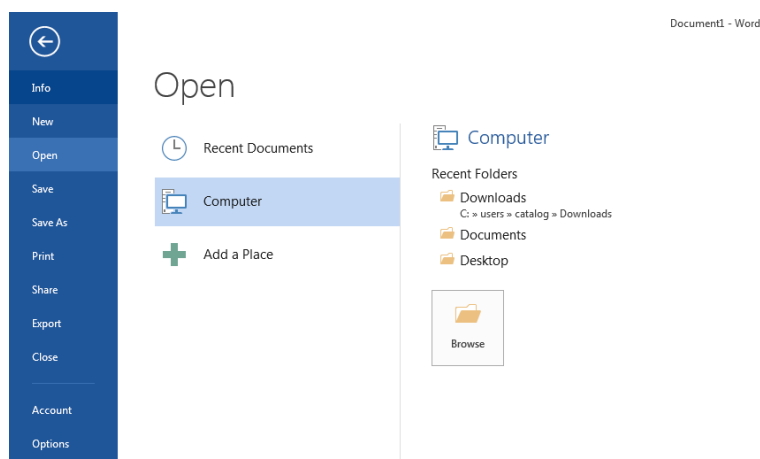 Document1 - Word
Info
New
Open
Save
Save As
Print
Share
Export
Close
Account
Options
Open
Recent Documents
Computer
Add a Place
Computer
Recent Folders
Downloads
C: » users » catalog » Downloads
Documents
Desktop
Browse